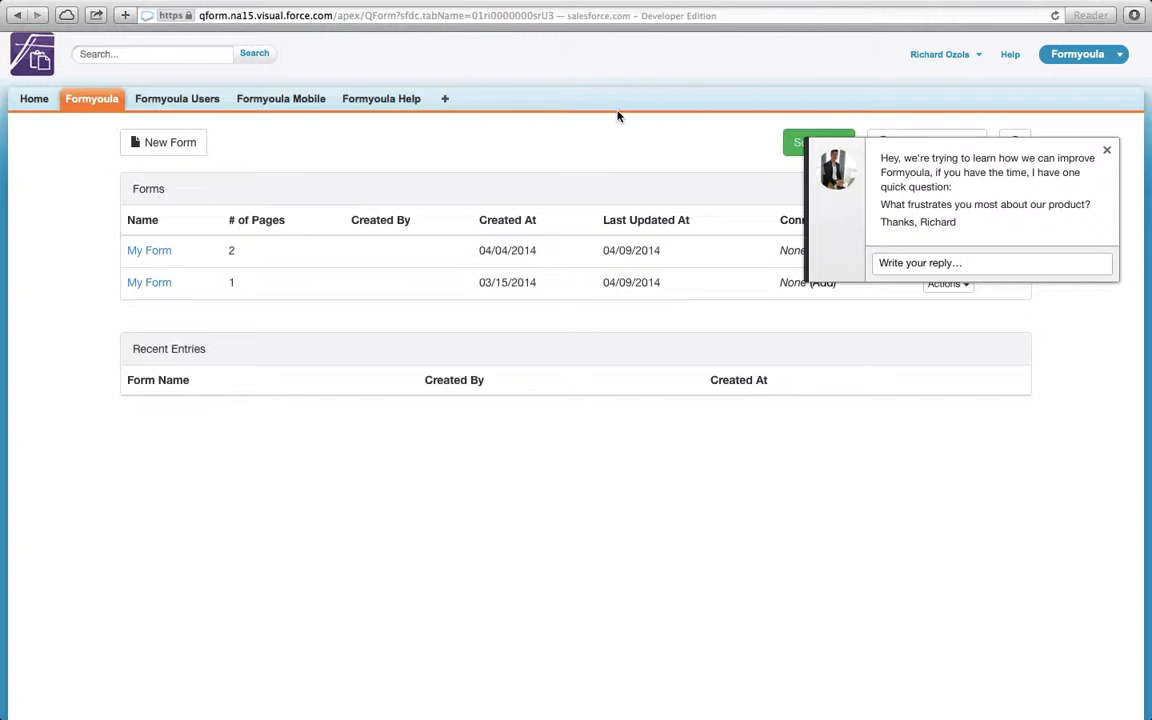 https qform.na15.visual.force.com/apex/QForm?sfdc.tabName=01ri0000000srU3 — salesforce.com – Developer Edition
Reader
Search...
Search
Richard Ozols
Help
Formyoula
Home
Formyoula
Formyoula Users
Formyoula Mobile
Formyoula Help
+
New Form
Hey, we're trying to learn how we can improve
Formyoula, if you have the time, I have one
quick question:
What frustrates you most about our product?
Thanks, Richard
Write your reply…
Forms
Name # of Pages Created By Created At Last Updated At
My Form 2 04/04/2014 04/09/2014 None
My Form 1 03/15/2014 04/09/2014 None (Add) Actions
Recent Entries
Form Name Created By Created At